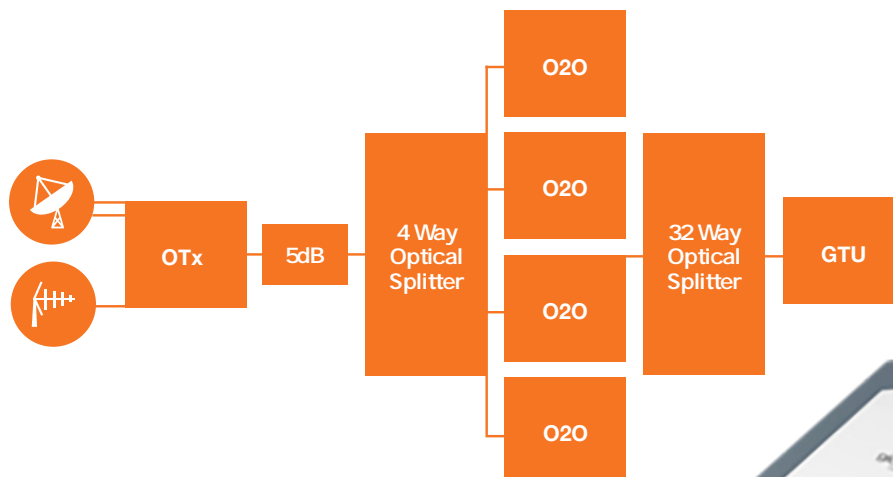 OTx
5dB
4 Way
Optical
Splitter
O2O
O2O
O2O
O2O
32 Way
Optical
Splitter
GTU